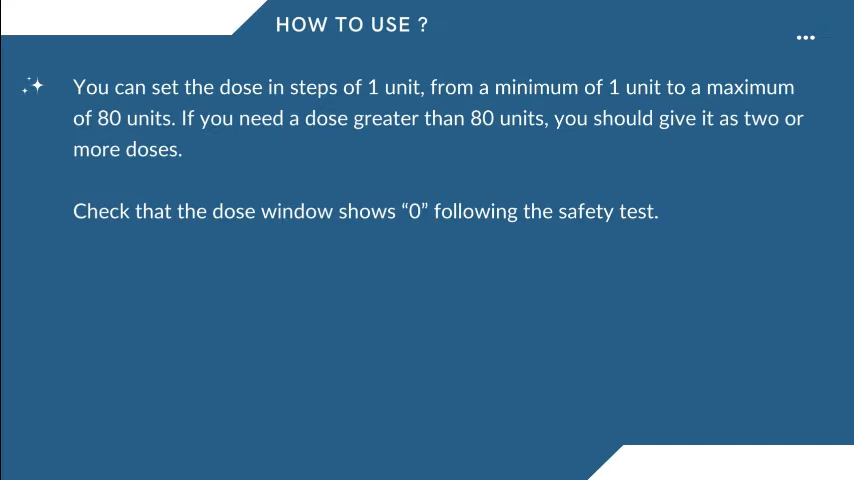 HOW TO USE ?
You can set the dose in steps of 1 unit, from a minimum of 1 unit to a maximum
of 80 units. If you need a dose greater than 80 units, you should give it as two or
more doses.
Check that the dose window shows “0” following the safety test.